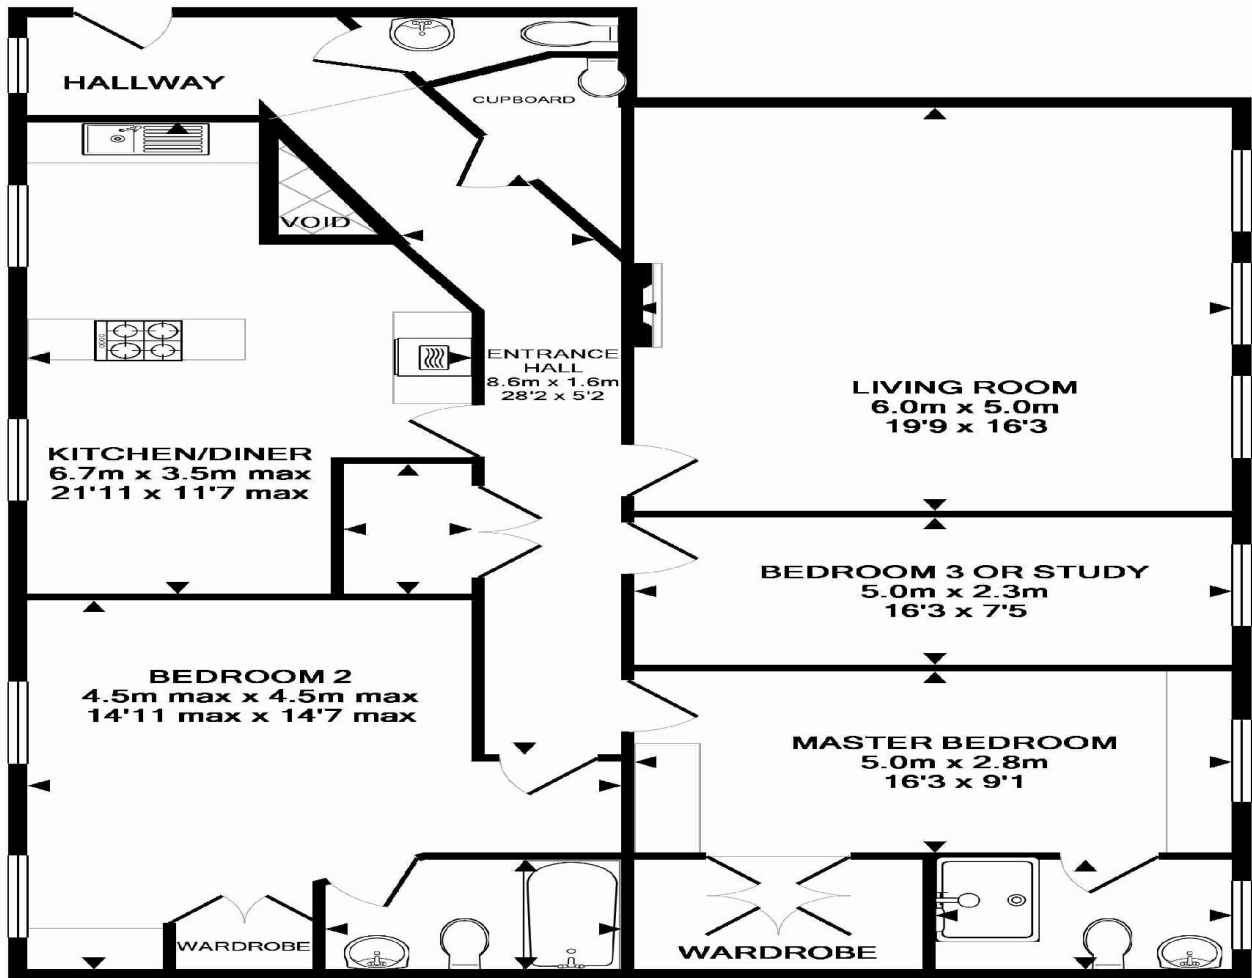 HALLWAY
CUPBOARD
VOID
ENTRANCE
HALL
8.6m x 1.6m
28'2 x 5'2
LIVING ROOM
6.0m x 5.0m
19'9 x 16'3
KITCHEN/DINER
6.7m x 3.5m max
21'11 x 11'7 max
BEDROOM 3 OR STUDY
5.0m x 2.3m
16'3 x 7'5
BEDROOM 2
4.5m max x 4.5m max
14'11 max x 14'7 max
MASTER BEDROOM
5.0m x 2.8m
16'3 x 9'1
WARDROBE
WARDROBE